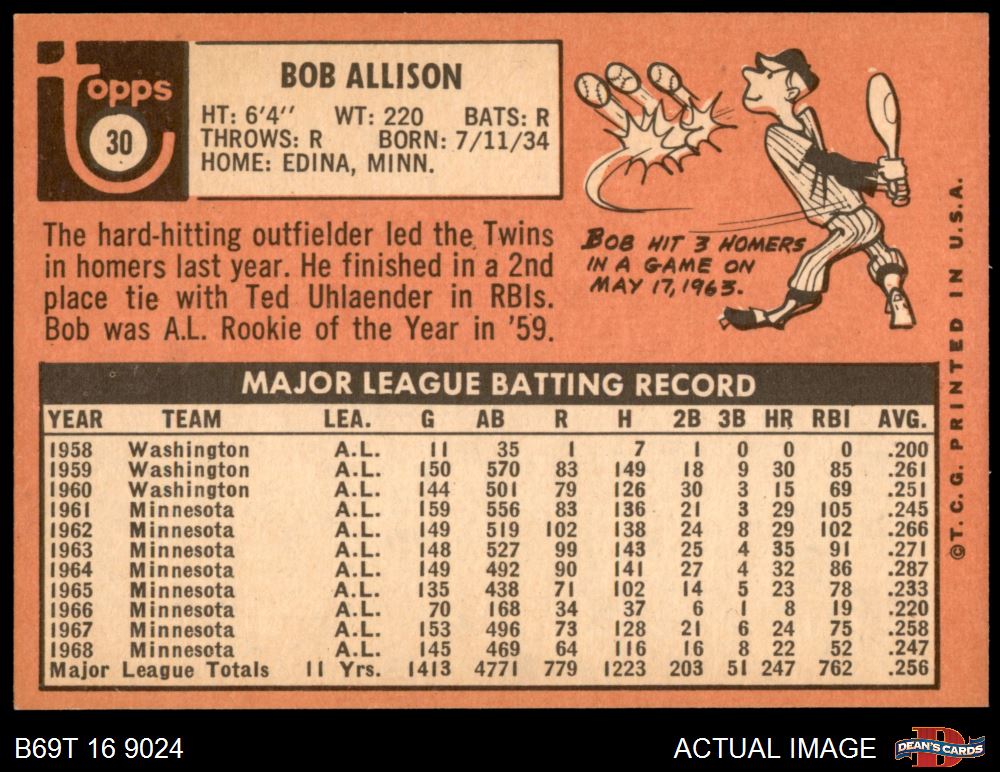 Topps
30
BOB ALLISON
HT: 6'4'' WT: 220 BATS: R
THROWS: R BORN: 7/11/34
HOME: EDINA, MINN.
The hard-hitting outfielder led the Twins
in homers last year. He finished in a 2nd
place tie with Ted Uhlaender in RBIs.
Bob was A.L. Rookie of the Year in '59.
BOB HIT 3 HOMERS
IN A GAME ON
MAY 17, 1963.
MAJOR LEAGUE BATTING RECORD
YEAR TEAM LEA. G AB R H 2B 3B HR RBI AVG.
1958 Washington A.L. 11 35 1 7 1 0 0 0 .200
1959 Washington A.L. 150 570 83 149 18 9 30 85 .261
1960 Washington A.L. 144 501 79 126 30 3 15 69 .251
1961 Minnesota A.L. 159 556 83 136 21 3 29 105 .245
1962 Minnesota A.L. 149 519 102 138 24 8 29 102 .266
1963 Minnesota A.L. 148 527 99 143 25 4 35 91 .271
1964 Minnesota A.L. 149 492 90 141 27 4 32 86 .287
1965 Minnesota A.L. 135 438 71 102 14 5 23 78 .233
1966 Minnesota A.L. 70 168 34 37 6 1 8 19 .220
1967 Minnesota A.L. 153 496 73 128 21 6 24 75 .258
1968 Minnesota A.L. 145 469 64 116 16 8 22 52 .247
Major League Totals 11 Yrs. 1413 4771 779 1223 203 51 247 762 .256
©T.C.G. PRINTED IN U.S.A.
B69T 16 9024
ACTUAL IMAGE
D
DEAN'S CARDS